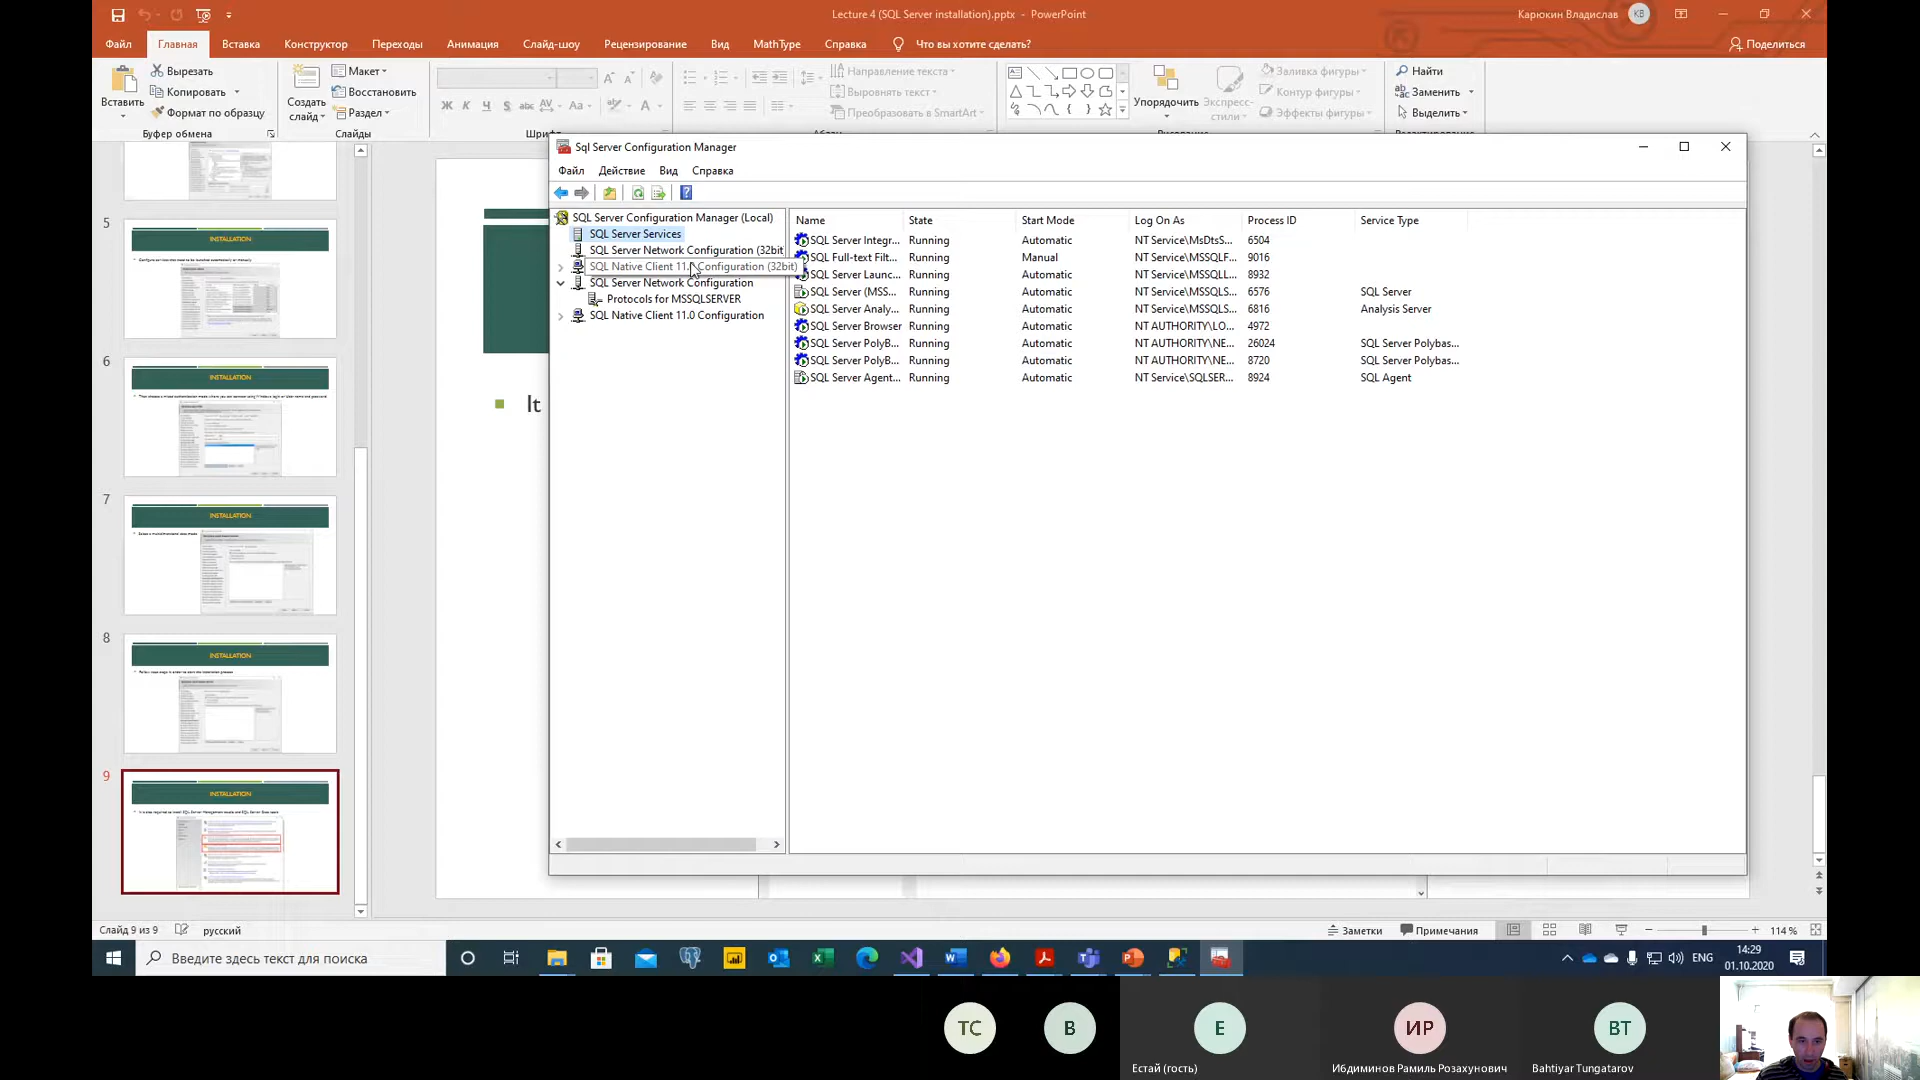 Lecture 4 (SQL Server installation).pptx - PowerPoint
Карюкин Владислав
КВ
Файл
Главная
Вставка
Конструктор
Переходы
Анимация
Слайд-шоу
Рецензирование
Вид
MathType
Справка
Что вы хотите сделать?
Поделиться
Вставить
Вырезать
Копировать
Формат по образцу
Буфер обмена
Создать слайд
Макет
Восстановить
Раздел
Слайды
Шрифт
Направление текста
Выровнять текст
Преобразовать в SmartArt
Упорядочить
Экспресс-стили
Заливка фигуры
Контур фигуры
Эффекты фигуры
Найти
Заменить
Выделить
Sql Server Configuration Manager
Файл
Действие
Вид
Справка
SQL Server Configuration Manager (Local)
SQL Server Services
SQL Server Network Configuration (32bit)
SQL Native Client 11.0 Configuration (32bit)
SQL Server Network Configuration
Protocols for MSSQLSERVER
SQL Native Client 11.0 Configuration
Name State Start Mode Log On As Process ID Service Type
SQL Server Integr... Running Automatic NT Service\MsDtsS... 6504
SQL Full-text Filt... Running Manual NT Service\MSSQLF... 9016
SQL Server Launc... Running Automatic NT Service\MSSQLL... 8932
SQL Server (MSS... Running Automatic NT Service\MSSQLS... 6576 SQL Server
SQL Server Analy... Running Automatic NT Service\MSSQLS... 6816 Analysis Server
SQL Server Browser Running Automatic NT AUTHORITY\LO... 4972
SQL Server PolyB... Running Automatic NT AUTHORITY\NE... 26024 SQL Server Polybas...
SQL Server PolyB... Running Automatic NT AUTHORITY\NE... 8720 SQL Server Polybas...
SQL Server Agent... Running Automatic NT Service\SQLSER... 8924 SQL Agent
It
5
INSTALLATION
6
INSTALLATION
7
INSTALLATION
8
INSTALLATION
9
INSTALLATION
Слайд 9 из 9
русский
Заметки
Примечания
114 %
Введите здесь текст для поиска
ENG
14:29
01.10.2020
ТС
В
Е
ИР
BT
Естай (гость)
Ибдиминов Рамиль Розахунович
Bahtiyar Tungatarov